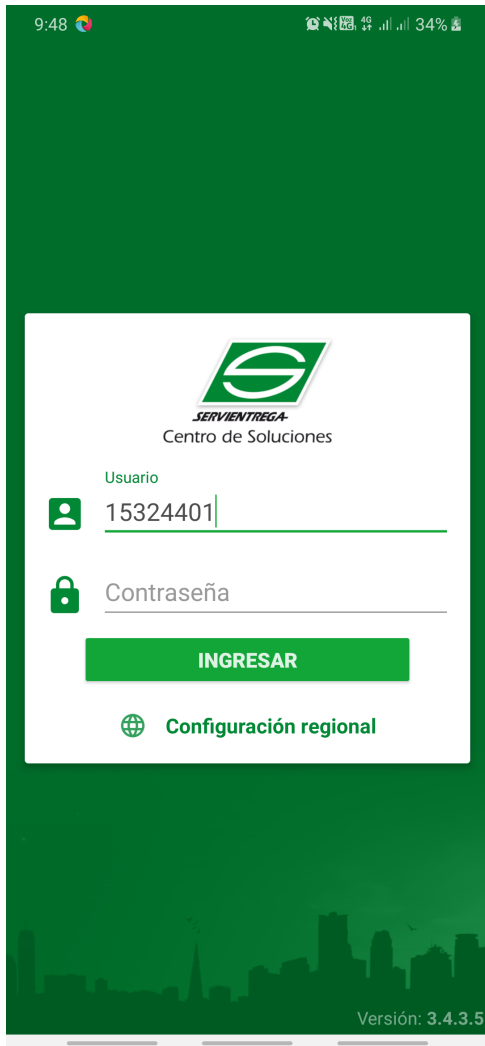 9:48 34%
SERVIENTREGA
Centro de Soluciones
Usuario
15324401
Contraseña
INGRESAR
Configuración regional
Versión: 3.4.3.5